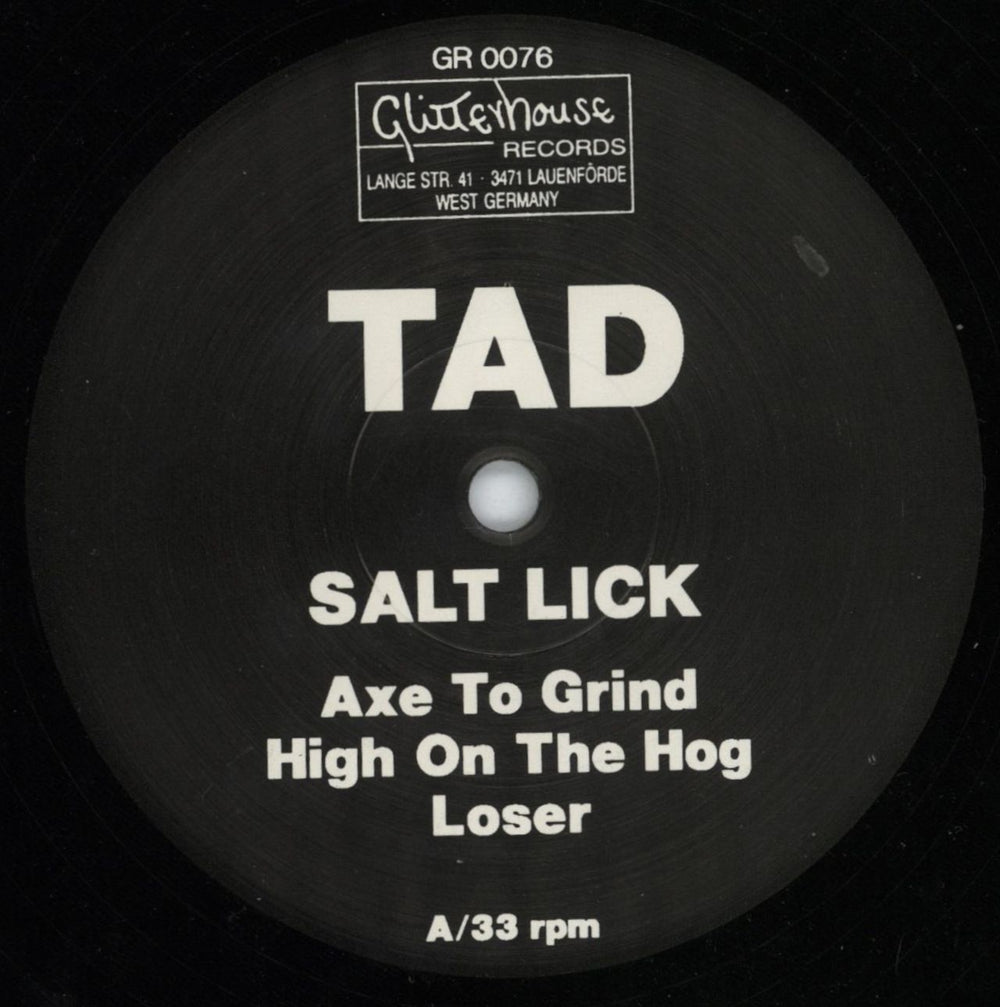 GR 0076
Glitterhouse
RECORDS
LANGE STR. 41 · 3471 LAUENFÖRDE
WEST GERMANY
TAD
SALT LICK
Axe To Grind
High On The Hog
Loser
A/33 rpm